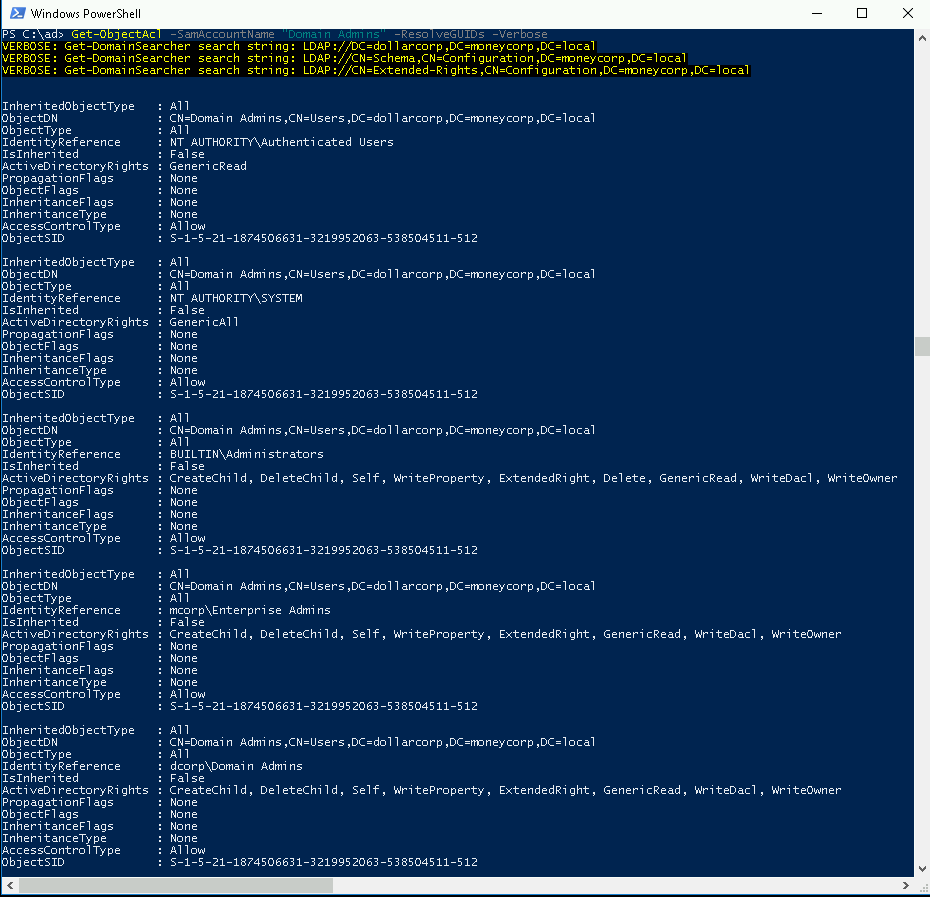 Windows PowerShell
PS C:\ad> Get-ObjectAcl -SamAccountName "Domain Admins" -ResolveGUIDs -Verbose
VERBOSE: Get-DomainSearcher search string: LDAP://DC=dollarcorp,DC=moneycorp,DC=local
VERBOSE: Get-DomainSearcher search string: LDAP://CN=Schema,CN=Configuration,DC=moneycorp,DC=local
VERBOSE: Get-DomainSearcher search string: LDAP://CN=Extended-Rights,CN=Configuration,DC=moneycorp,DC=local
InheritedObjectType : All
ObjectDN : CN=Domain Admins,CN=Users,DC=dollarcorp,DC=moneycorp,DC=local
ObjectType : All
IdentityReference : NT AUTHORITY\Authenticated Users
IsInherited : False
ActiveDirectoryRights : GenericRead
PropagationFlags : None
ObjectFlags : None
InheritanceFlags : None
InheritanceType : None
AccessControlType : Allow
ObjectSID : S-1-5-21-1874506631-3219952063-538504511-512
InheritedObjectType : All
ObjectDN : CN=Domain Admins,CN=Users,DC=dollarcorp,DC=moneycorp,DC=local
ObjectType : All
IdentityReference : NT AUTHORITY\SYSTEM
IsInherited : False
ActiveDirectoryRights : GenericAll
PropagationFlags : None
ObjectFlags : None
InheritanceFlags : None
InheritanceType : None
AccessControlType : Allow
ObjectSID : S-1-5-21-1874506631-3219952063-538504511-512
InheritedObjectType : All
ObjectDN : CN=Domain Admins,CN=Users,DC=dollarcorp,DC=moneycorp,DC=local
ObjectType : All
IdentityReference : BUILTIN\Administrators
IsInherited : False
ActiveDirectoryRights : CreateChild, DeleteChild, Self, WriteProperty, ExtendedRight, Delete, GenericRead, WriteDacl, WriteOwner
PropagationFlags : None
ObjectFlags : None
InheritanceFlags : None
InheritanceType : None
AccessControlType : Allow
ObjectSID : S-1-5-21-1874506631-3219952063-538504511-512
InheritedObjectType : All
ObjectDN : CN=Domain Admins,CN=Users,DC=dollarcorp,DC=moneycorp,DC=local
ObjectType : All
IdentityReference : mcorp\Enterprise Admins
IsInherited : False
ActiveDirectoryRights : CreateChild, DeleteChild, Self, WriteProperty, ExtendedRight, GenericRead, WriteDacl, WriteOwner
PropagationFlags : None
ObjectFlags : None
InheritanceFlags : None
InheritanceType : None
AccessControlType : Allow
ObjectSID : S-1-5-21-1874506631-3219952063-538504511-512
InheritedObjectType : All
ObjectDN : CN=Domain Admins,CN=Users,DC=dollarcorp,DC=moneycorp,DC=local
ObjectType : All
IdentityReference : dcorp\Domain Admins
IsInherited : False
ActiveDirectoryRights : CreateChild, DeleteChild, Self, WriteProperty, ExtendedRight, GenericRead, WriteDacl, WriteOwner
PropagationFlags : None
ObjectFlags : None
InheritanceFlags : None
InheritanceType : None
AccessControlType : Allow
ObjectSID : S-1-5-21-1874506631-3219952063-538504511-512